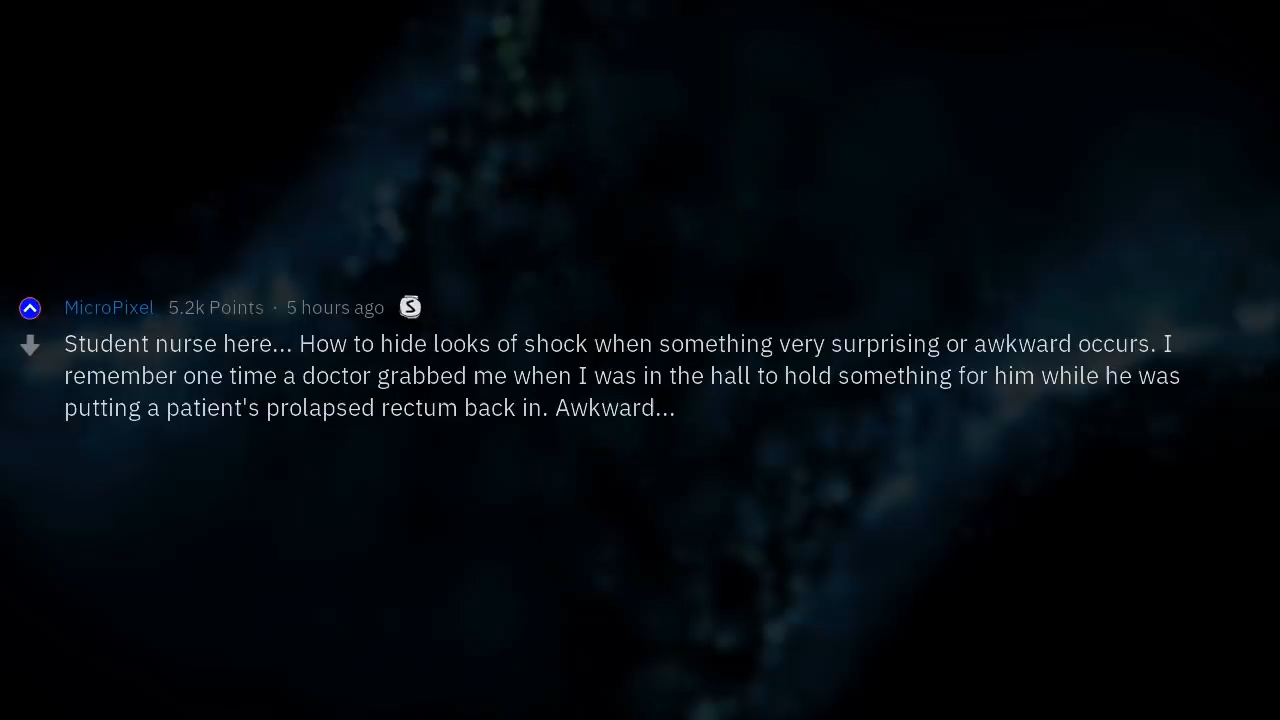 MicroPixel 5.2k Points · 5 hours ago S
Student nurse here... How to hide looks of shock when something very surprising or awkward occurs. I
remember one time a doctor grabbed me when I was in the hall to hold something for him while he was
putting a patient's prolapsed rectum back in. Awkward...